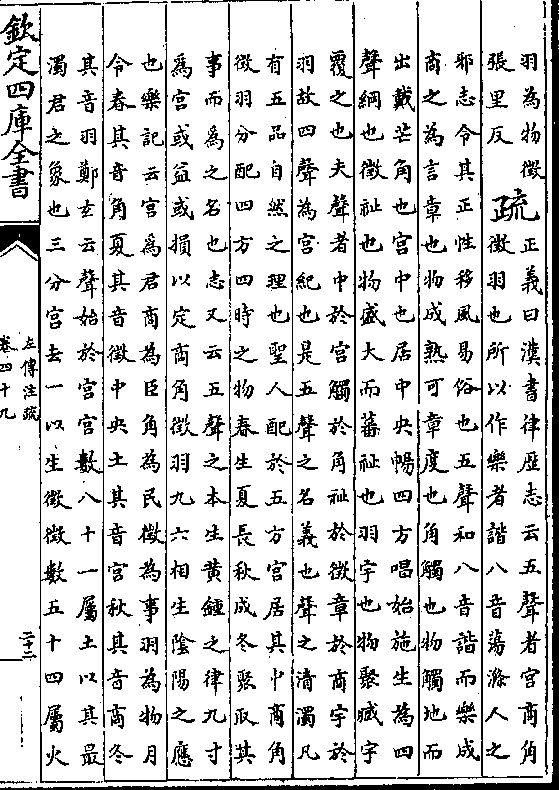 羽為物徵
張里反
疏
正義曰漢書律歴志云五聲者宫商角
徵羽也所以作樂者諧八音蕩滌人之
邪志令其正性移風易俗也五聲和八音諧而樂成
商之為言章也物成熟可章度也角觸也物觸地而
出戴芒角也宫中也居中央暢四方唱始施生為四
聲綱也徵祉也物盛大而蕃祉也羽宇也物聚臧宇
覆之也夫聲者中於宫觸於角祉於徵章於商宇於
羽故四聲為宫紀也是五聲之名義也聲之清濁凡
有五品自然之理也聖人配於五方宫居其中商角
徵羽分配四方四時之物春生夏長秋成冬聚取其
事而為之名也志又云五聲之本生黄鍾之律九寸
為宫或益或損以定商角徵羽九六相生隂陽之應
也樂記云宫為君商為臣角為民徵為事羽為物月
令春其音角夏其音徵中央土其音宫秋其音商冬
其音羽鄭玄云聲始於宫宫數八十一屬土以其最
濁君之象也三分宫去一以生徵徵數五十四屬火
欽定四庫全書
左傳注疏
卷四十九
二十二